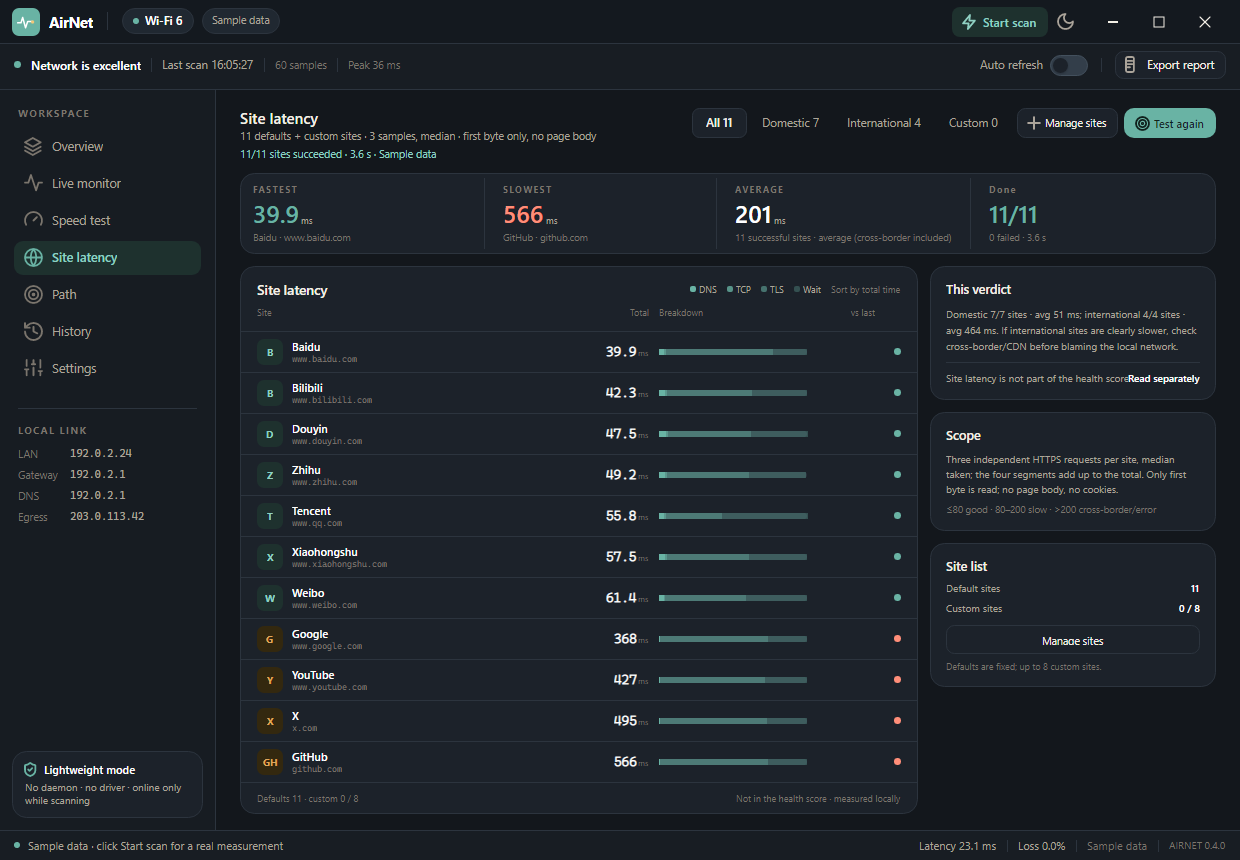 AirNet
Wi-Fi 6
Sample data
Start scan
Network is excellent
Last scan 16:05:27
60 samples
Peak 36 ms
Auto refresh
Export report
WORKSPACE
Overview
Live monitor
Speed test
Site latency
Path
History
Settings
LOCAL LINK
LAN 192.0.2.24
Gateway 192.0.2.1
DNS 192.0.2.1
Egress 203.0.113.42
Lightweight mode
No daemon · no driver · online only
while scanning
Site latency
11 defaults + custom sites · 3 samples, median · first byte only, no page body
11/11 sites succeeded · 3.6 s · Sample data
All 11
Domestic 7
International 4
Custom 0
Manage sites
Test again
FASTEST
39.9 ms
Baidu · www.baidu.com
SLOWEST
566 ms
GitHub · github.com
AVERAGE
201 ms
11 successful sites · average (cross-border included)
Done
11/11
0 failed · 3.6 s
Site latency
DNS TCP TLS Wait Sort by total time
Site Total Breakdown vs last
B Baidu 39.9 ms
www.baidu.com
B Bilibili 42.3 ms
www.bilibili.com
D Douyin 47.5 ms
www.douyin.com
Z Zhihu 49.2 ms
www.zhihu.com
T Tencent 55.8 ms
www.qq.com
X Xiaohongshu 57.5 ms
www.xiaohongshu.com
W Weibo 61.4 ms
www.weibo.com
G Google 368 ms
www.google.com
Y YouTube 427 ms
www.youtube.com
X X 495 ms
x.com
GH GitHub 566 ms
github.com
Defaults 11 · custom 0 / 8
Not in the health score · measured locally
This verdict
Domestic 7/7 sites · avg 51 ms; international 4/4 sites ·
avg 464 ms. If international sites are clearly slower, check
cross-border/CDN before blaming the local network.
Site latency is not part of the health score Read separately
Scope
Three independent HTTPS requests per site, median
taken; the four segments add up to the total. Only first
byte is read; no page body, no cookies.
≤80 good · 80–200 slow · >200 cross-border/error
Site list
Default sites 11
Custom sites 0 / 8
Manage sites
Defaults are fixed; up to 8 custom sites.
Sample data · click Start scan for a real measurement
Latency 23.1 ms
Loss 0.0%
Sample data
AIRNET 0.4.0